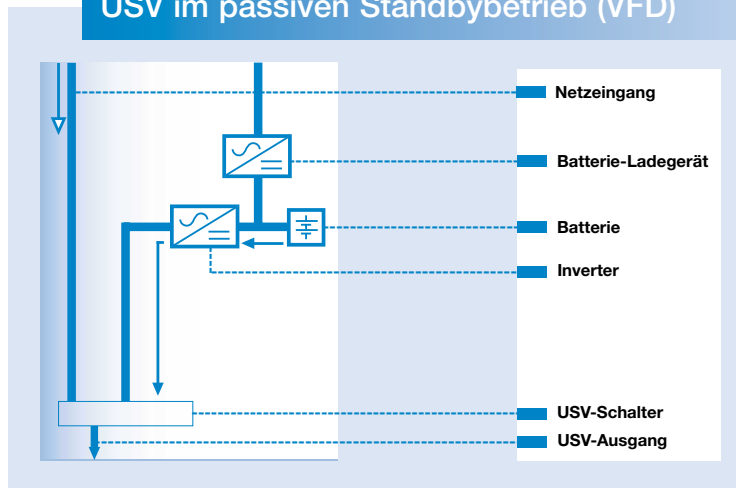 USV im passiven Standbybetrieb (VFD)
Netzeingang
Batterie-Ladegerät
Batterie
Inverter
USV-Schalter
USV-Ausgang